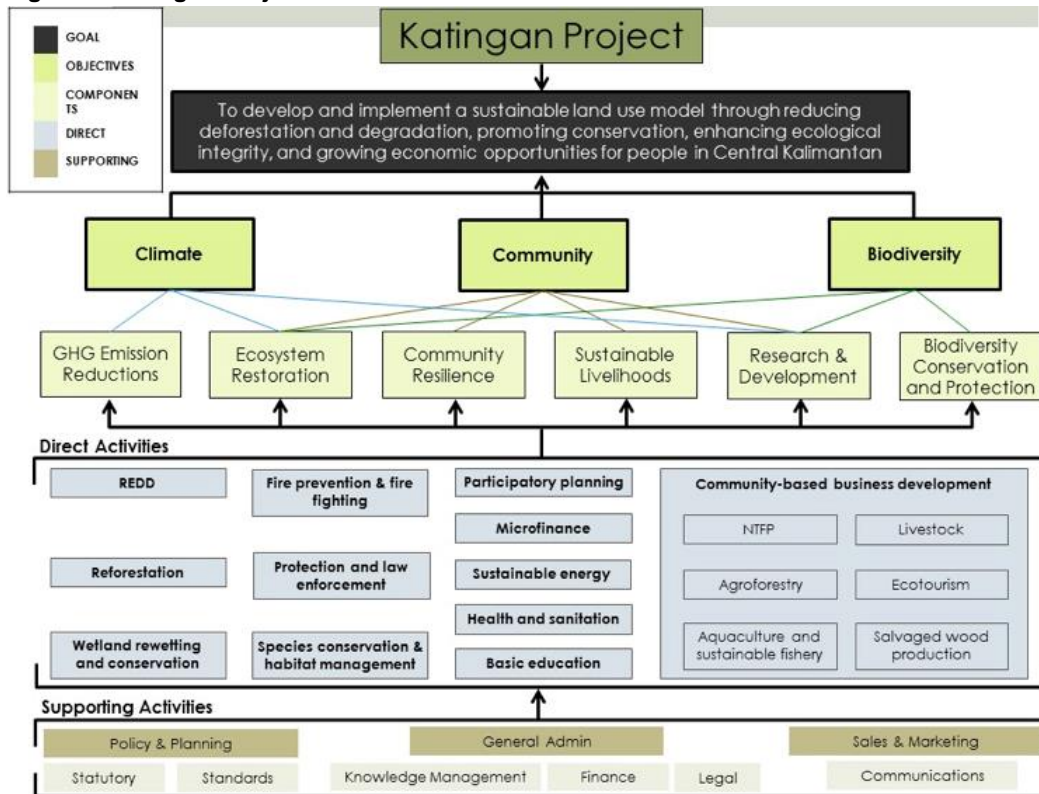 GOAL
OBJECTIVES
COMPONEN
TS
DIRECT
SUPPORTING
Katingan Project
To develop and implement a sustainable land use model through reducing
deforestation and degradation, promoting conservation, enhancing ecological
integrity, and growing economic opportunities for people in Central Kalimantan
Climate
Community
Biodiversity
GHG Emission
Reductions
Ecosystem
Restoration
Community
Resilience
Sustainable
Livelihoods
Research &
Development
Biodiversity
Conservation
and Protection
Direct Activities
REDD
Reforestation
Wetland rewetting
and conservation
Fire prevention & fire
fighting
Protection and law
enforcement
Species conservation &
habitat management
Participatory planning
Microfinance
Sustainable energy
Health and sanitation
Basic education
Community-based business development
NTFP
Livestock
Agroforestry
Ecotourism
Aquaculture and
sustainable fishery
Salvaged wood
production
Supporting Activities
Policy & Planning
General Admin
Sales & Marketing
Statutory
Standards
Knowledge Management
Finance
Legal
Communications